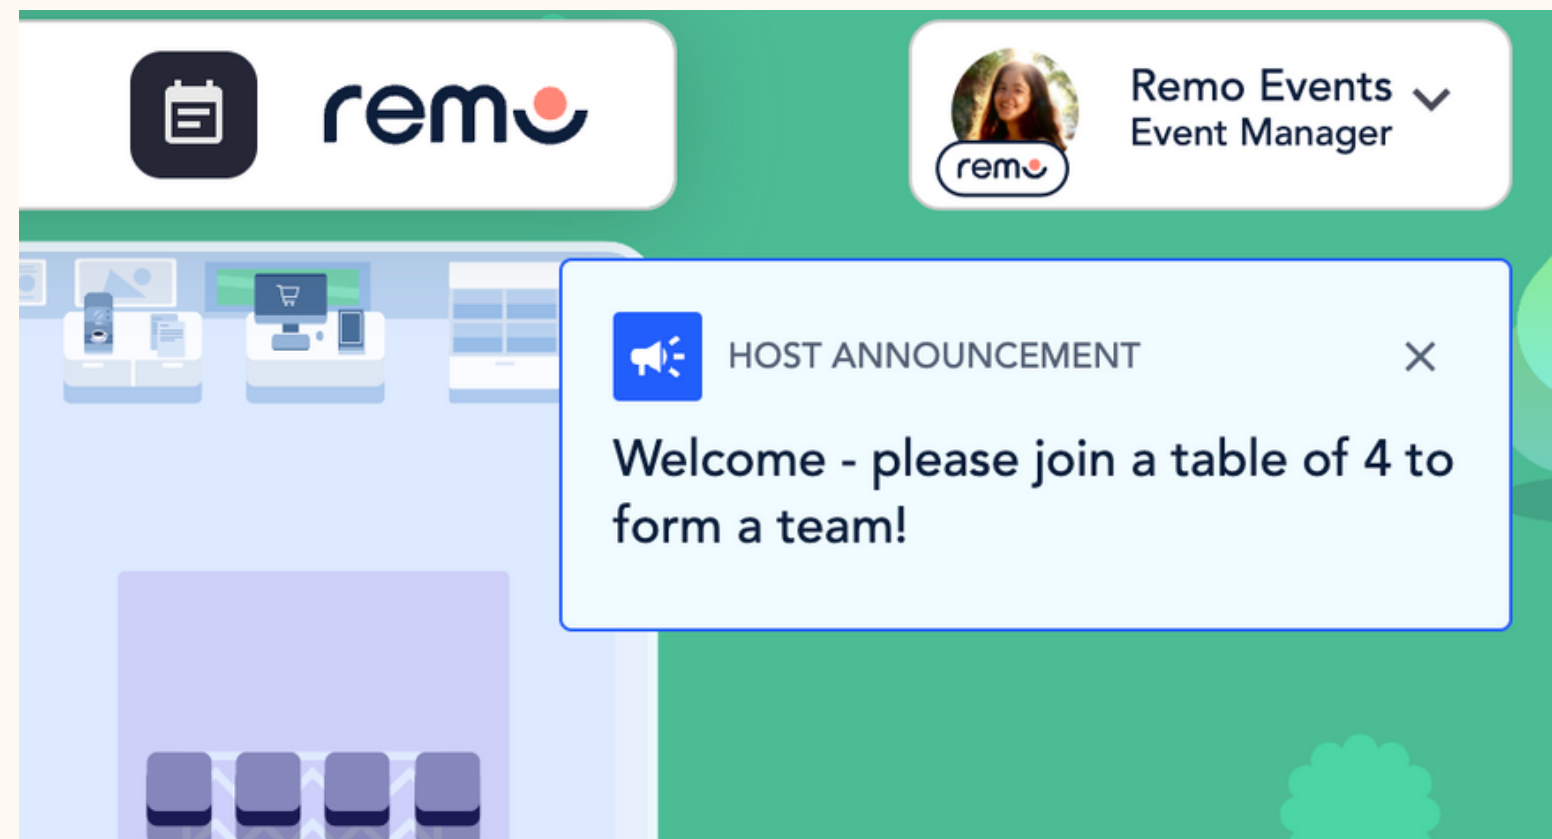 remo
Remo Events
Event Manager
remo
HOST ANNOUNCEMENT
Welcome - please join a table of 4 to
form a team!